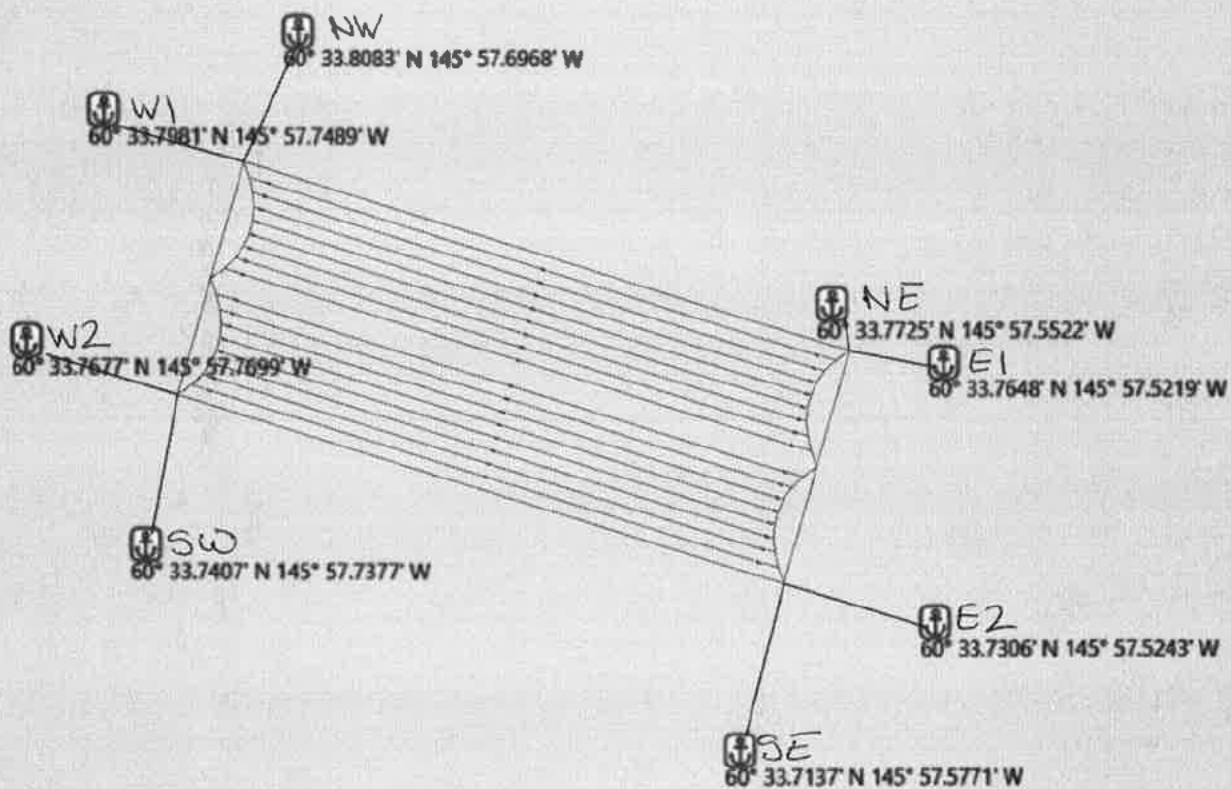 NW
60° 33.8083' N 145° 57.6968' W
W1
60° 33.7981' N 145° 57.7489' W
NE
60° 33.7725' N 145° 57.5522' W
W2
60° 33.7677' N 145° 57.7699' W
E1
60° 33.7648' N 145° 57.5219' W
SW
60° 33.7407' N 145° 57.7377' W
E2
60° 33.7306' N 145° 57.5243' W
SE
60° 33.7137' N 145° 57.5771' W